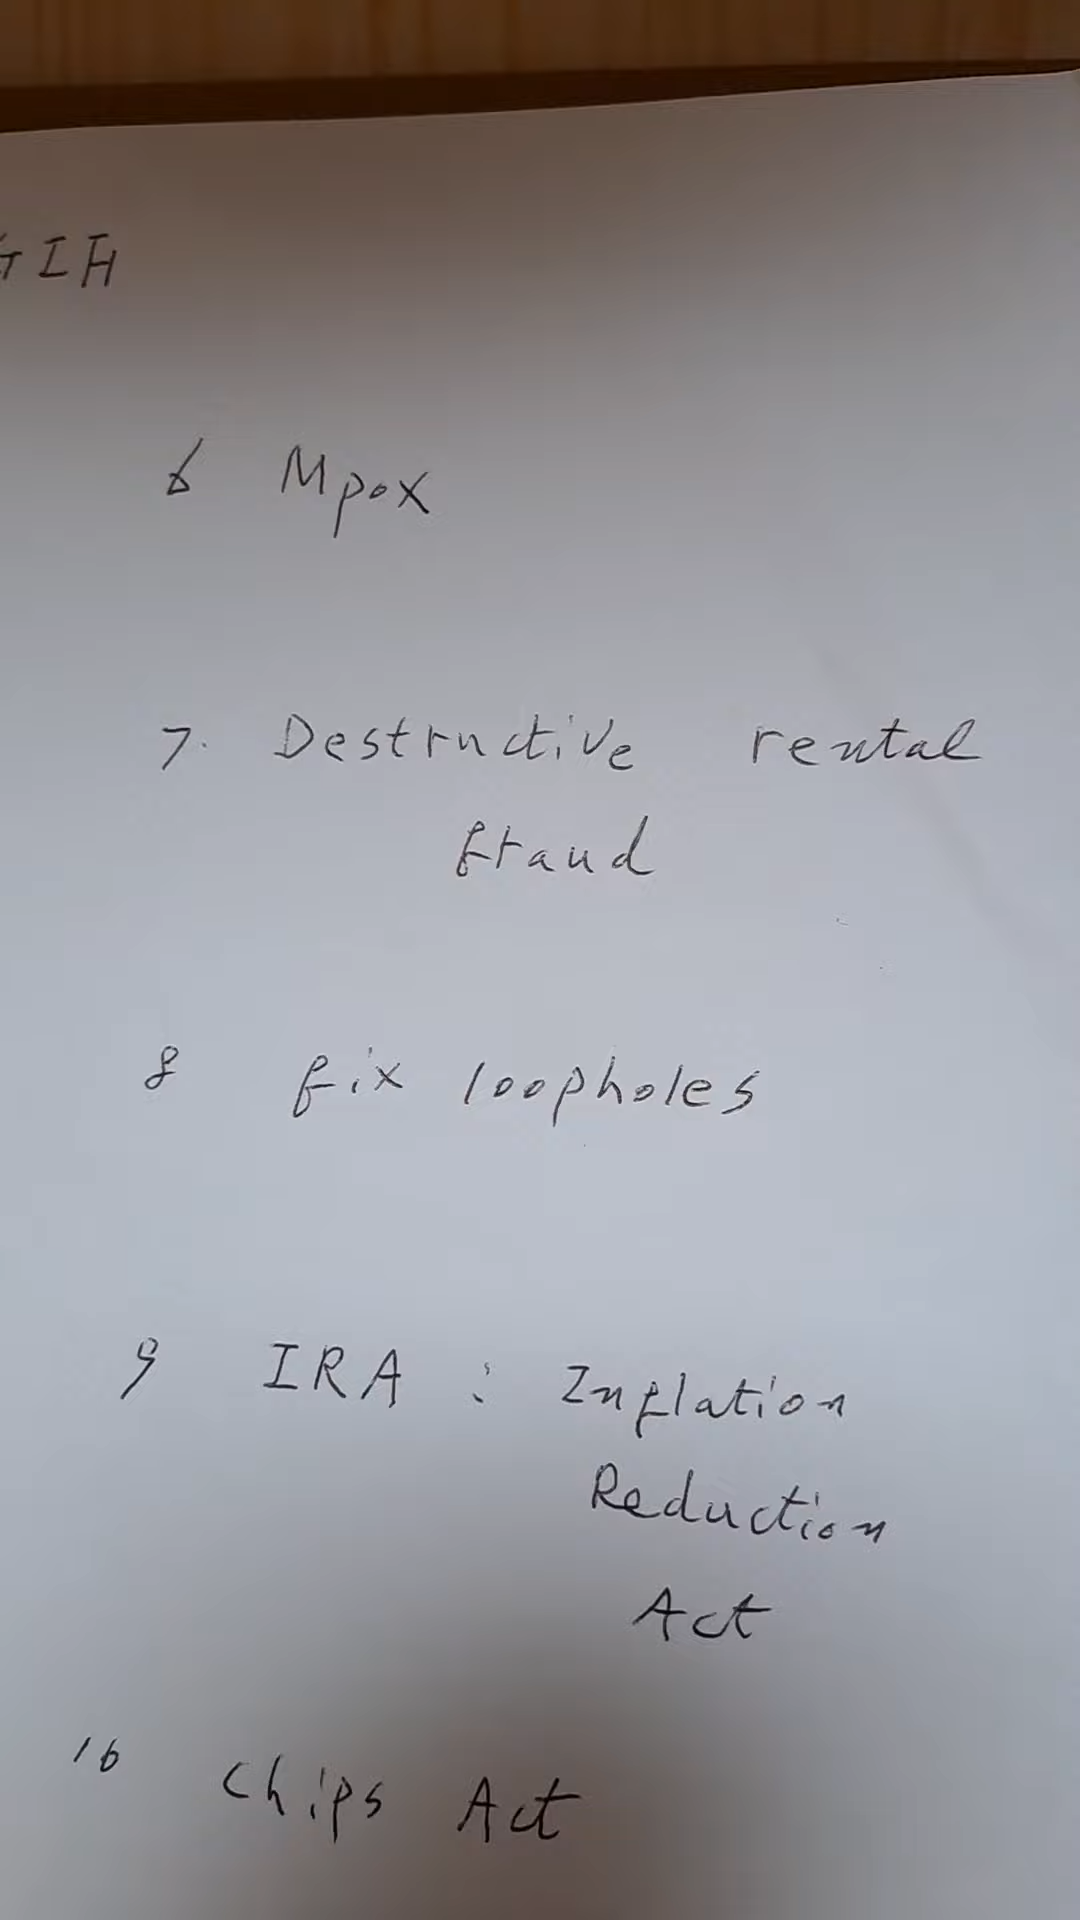 6 Mpox
7. Destructive rental
fraud
8 fix loopholes
9 IRA : Inflation
Reduction
Act
10 Chips Act